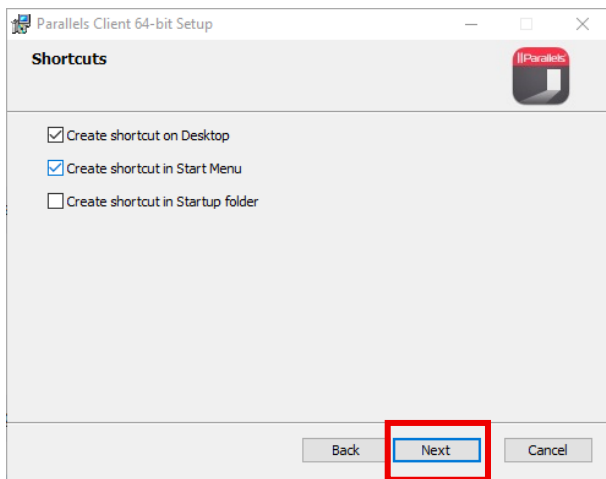 Parallels Client 64-bit Setup
Shortcuts
||Parallels
Create shortcut on Desktop
Create shortcut in Start Menu
Create shortcut in Startup folder
Back Next Cancel